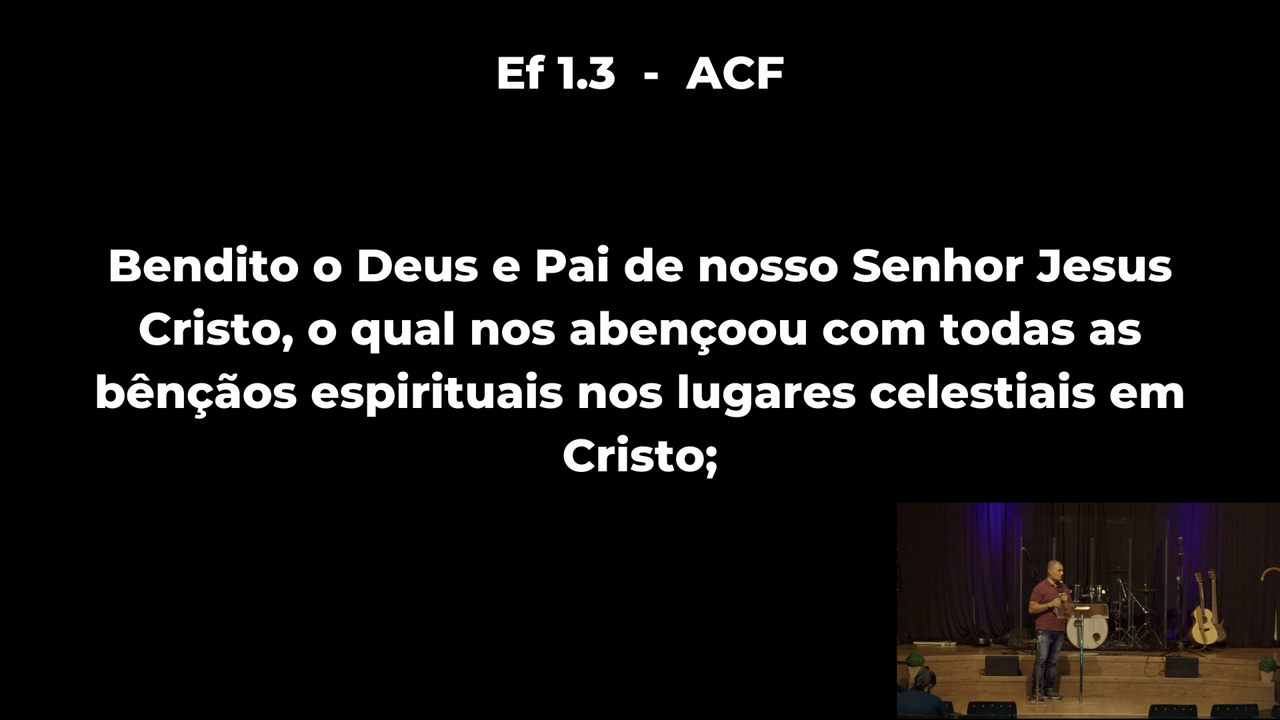 Ef 1.3 - ACF
Bendito o Deus e Pai de nosso Senhor Jesus
Cristo, o qual nos abençoou com todas as
bênçãos espirituais nos lugares celestiais em
Cristo;